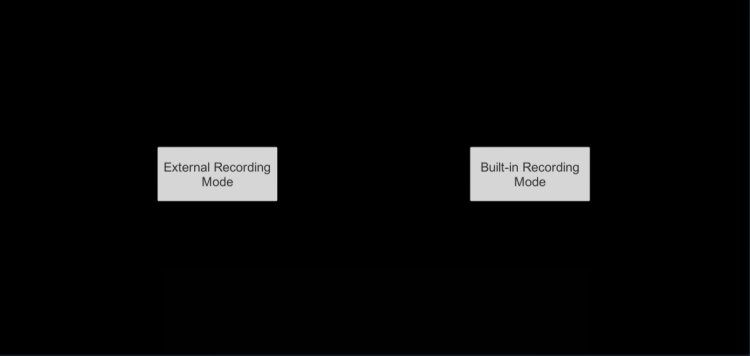 External Recording
Mode
Built-in Recording
Mode